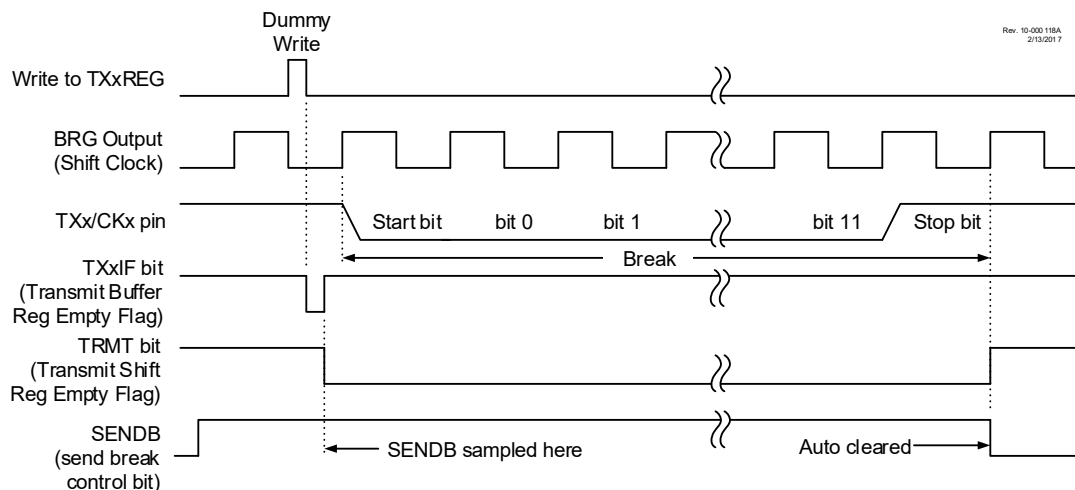 Dummy
Write
Rev. 10-000 118A
2/13/201 7
Write to TXxREG
BRG Output
(Shift Clock)
TXx/CKx pin
Start bit
bit 0
bit 1
bit 11
Stop bit
Break
TXxIF bit
(Transmit Buffer
Reg Empty Flag)
TRMT bit
(Transmit Shift
Reg Empty Flag)
SENDB
(send break
control bit)
SENDB sampled here
Auto cleared